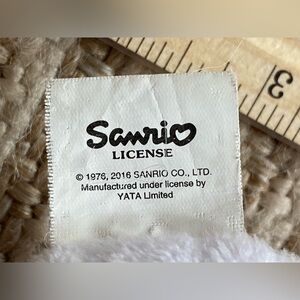 Sanrio
LICENSE
© 1976, 2016 SANRIO CO., LTD.
Manufactured under license by
YATA Limited
3